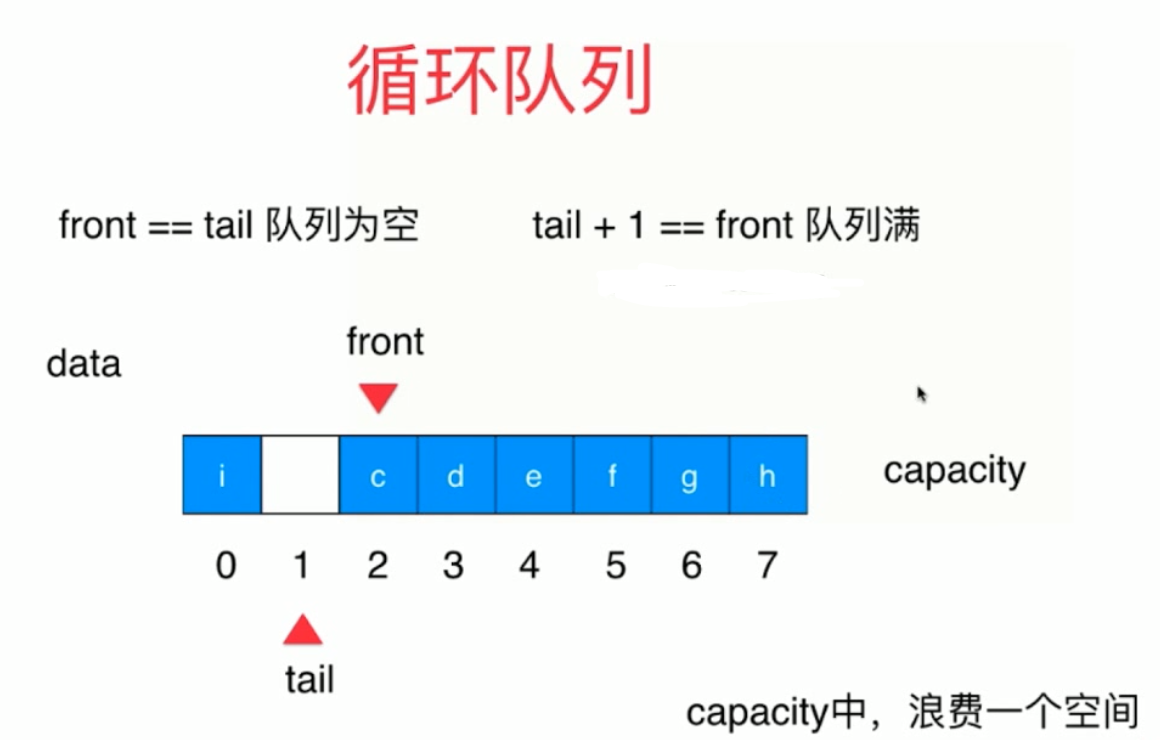 循环队列
front == tail 队列为空 tail + 1 == front 队列满
front
data
i c d e f g h
capacity
0 1 2 3 4 5 6 7
tail
capacity中，浪费一个空间